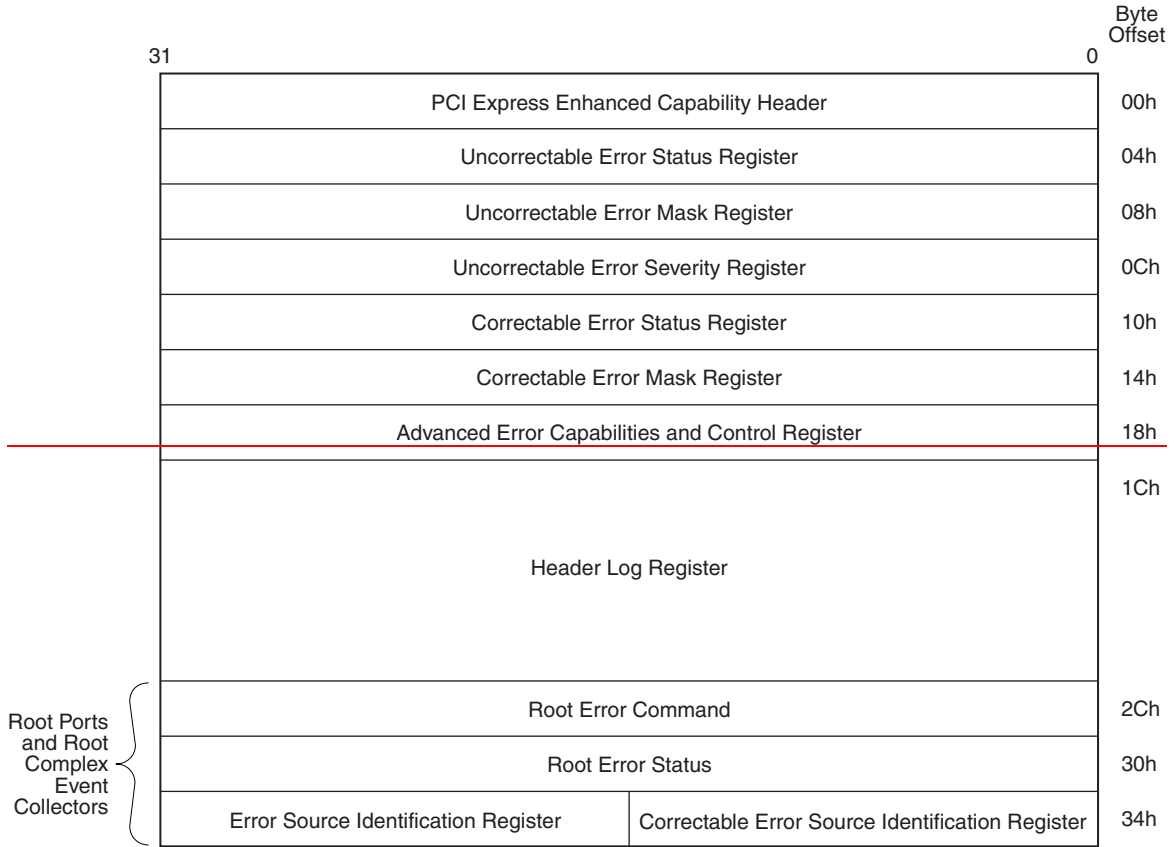 Byte
Offset
31 0
PCI Express Enhanced Capability Header 00h
Uncorrectable Error Status Register 04h
Uncorrectable Error Mask Register 08h
Uncorrectable Error Severity Register 0Ch
Correctable Error Status Register 10h
Correctable Error Mask Register 14h
Advanced Error Capabilities and Control Register 18h
1Ch
Header Log Register
Root Ports
and Root
Complex
Event
Collectors
Root Error Command 2Ch
Root Error Status 30h
Error Source Identification Register Correctable Error Source Identification Register 34h